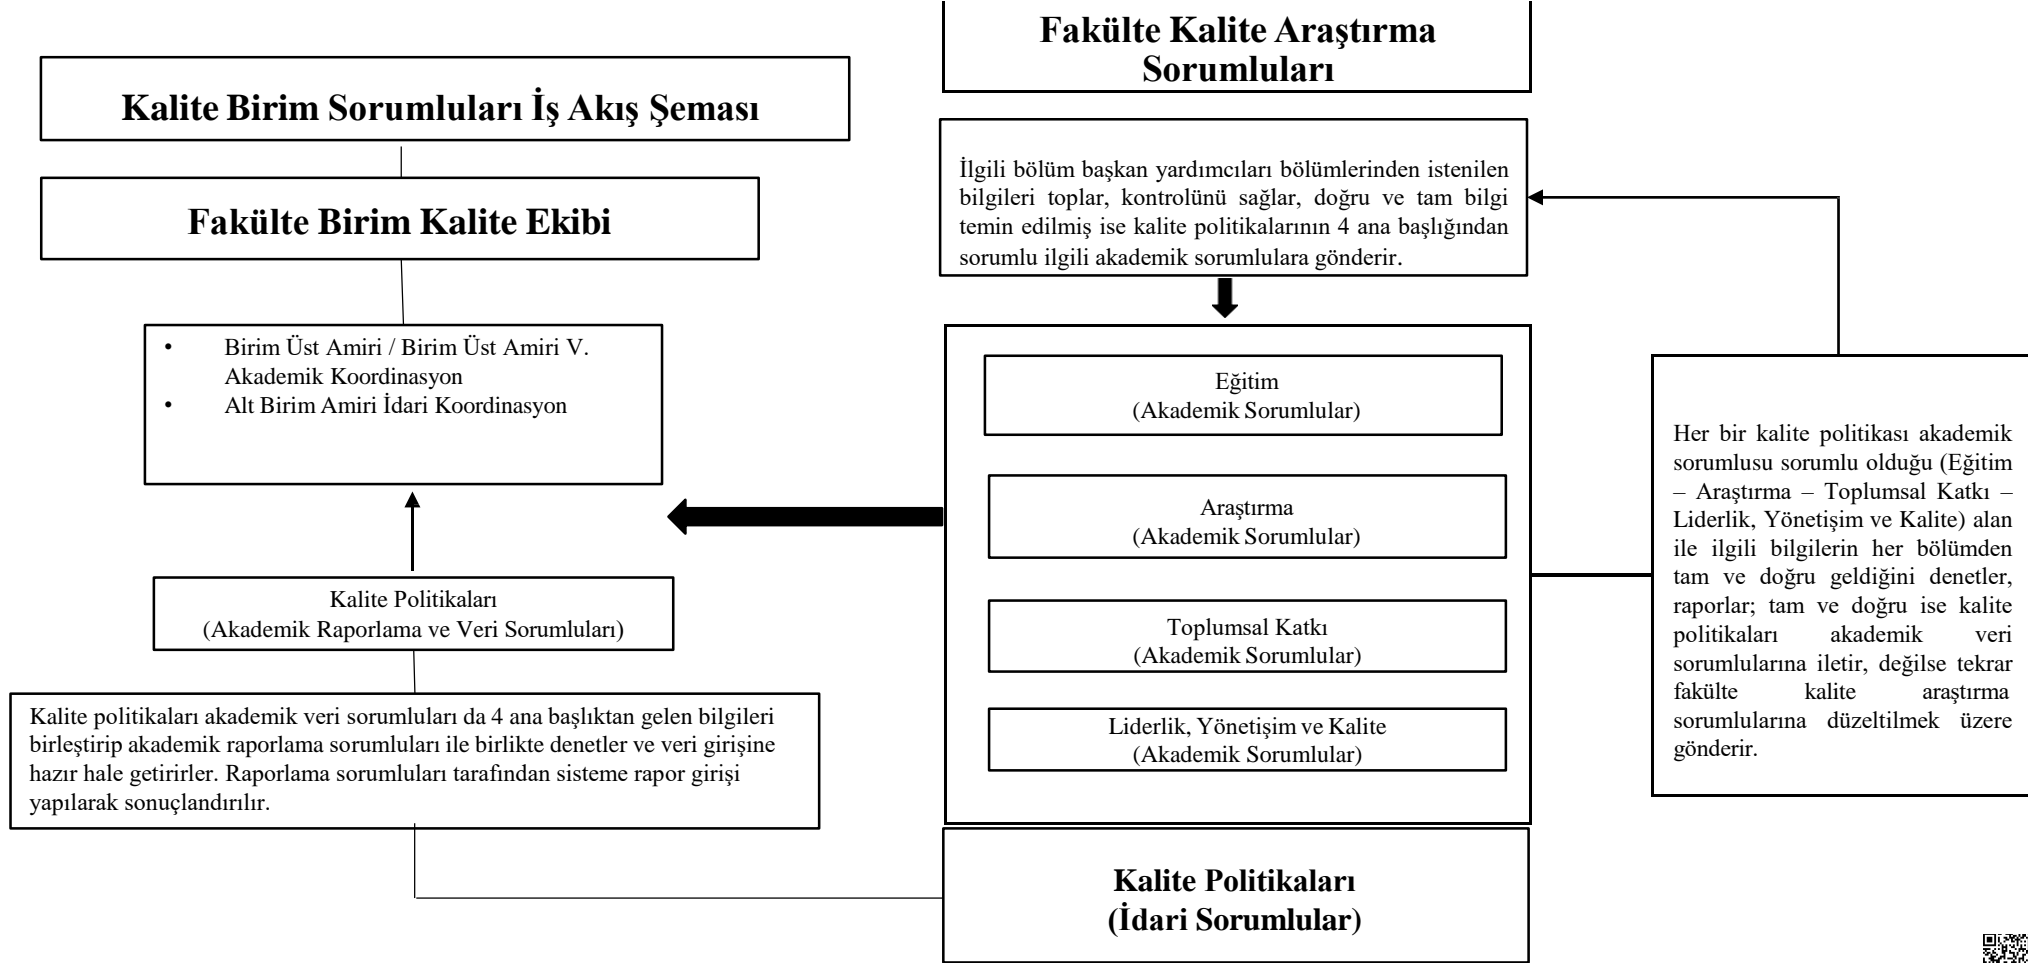 Kalite Birim Sorumluları İş Akış Şeması
Fakülte Birim Kalite Ekibi
• Birim Üst Amiri / Birim Üst Amiri V.
Akademik Koordinasyon
• Alt Birim Amiri İdari Koordinasyon
Kalite Politikaları
(Akademik Raporlama ve Veri Sorumluları)
Kalite politikaları akademik veri sorumluları da 4 ana başlıktan gelen bilgileri
birleştirip akademik raporlama sorumluları ile birlikte denetler ve veri girişine
hazır hale getirirler. Raporlama sorumluları tarafından sisteme rapor girişi
yapılarak sonuçlandırılır.
Fakülte Kalite Araştırma
Sorumluları
İlgili bölüm başkan yardımcıları bölümlerinden istenilen
bilgileri toplar, kontrolünü sağlar, doğru ve tam bilgi
temin edilmiş ise kalite politikalarının 4 ana başlığından
sorumlu ilgili akademik sorumlulara gönderir.
Eğitim
(Akademik Sorumlular)
Araştırma
(Akademik Sorumlular)
Toplumsal Katkı
(Akademik Sorumlular)
Liderlik, Yönetişim ve Kalite
(Akademik Sorumlular)
Kalite Politikaları
(İdari Sorumlular)
Her bir kalite politikası akademik
sorumlusu sorumlu olduğu (Eğitim
– Araştırma – Toplumsal Katkı –
Liderlik, Yönetişim ve Kalite) alan
ile ilgili bilgilerin her bölümden
tam ve doğru geldiğini denetler,
raporlar; tam ve doğru ise kalite
politikaları akademik veri
sorumlularına iletir, değilse tekrar
fakülte kalite araştırma
sorumlularına düzeltilmek üzere
gönderir.